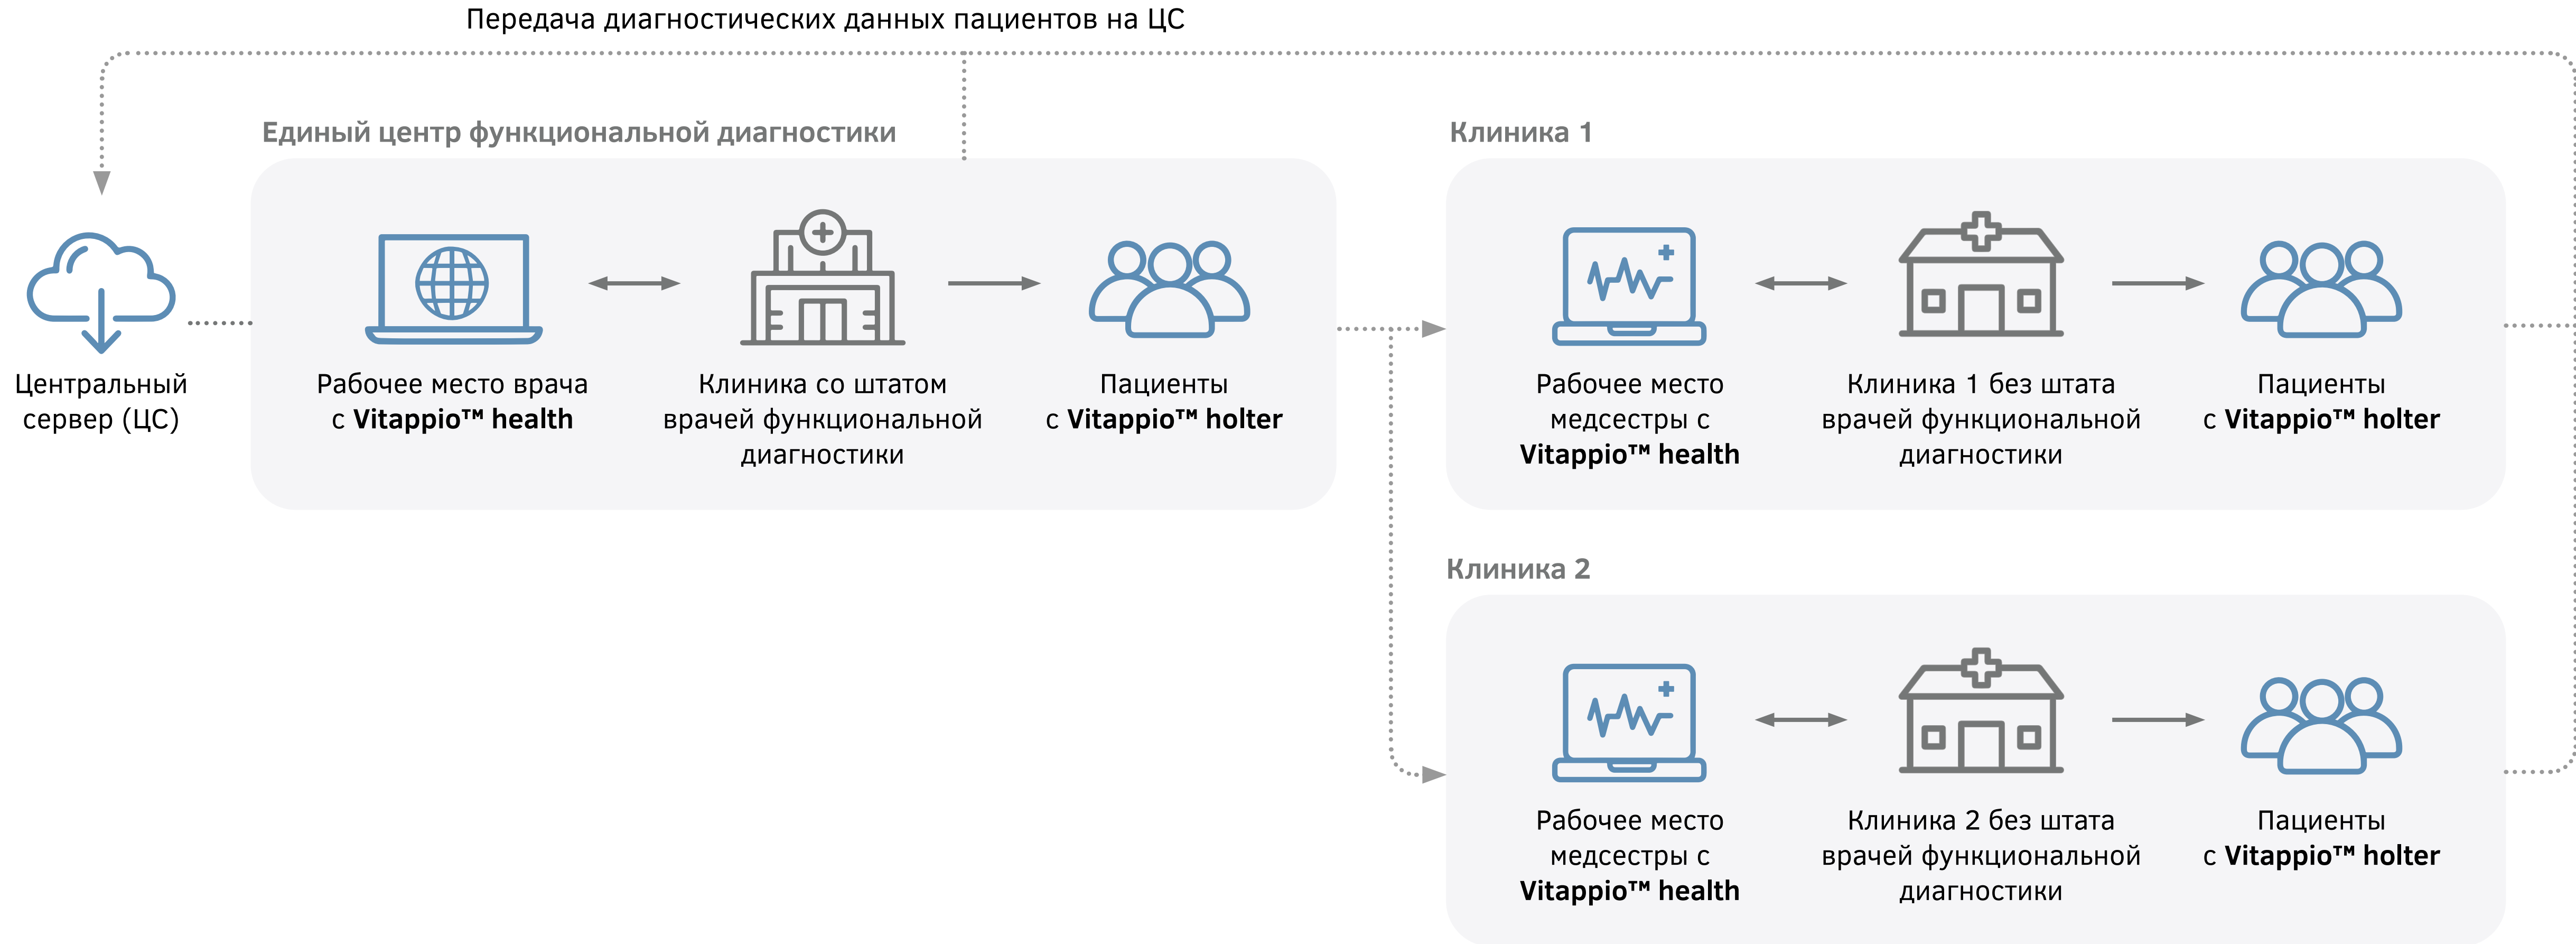 Передача диагностических данных пациентов на ЦС
Единый центр функциональной диагностики
Центральный
сервер (ЦС)
Рабочее место врача
с Vitappio™ health
Клиника со штатом
врачей функциональной
диагностики
Пациенты
с Vitappio™ holter
Клиника 1
Рабочее место
медсестры с
Vitappio™ health
Клиника 1 без штата
врачей функциональной
диагностики
Пациенты
с Vitappio™ holter
Клиника 2
Рабочее место
медсестры с
Vitappio™ health
Клиника 2 без штата
врачей функциональной
диагностики
Пациенты
с Vitappio™ holter